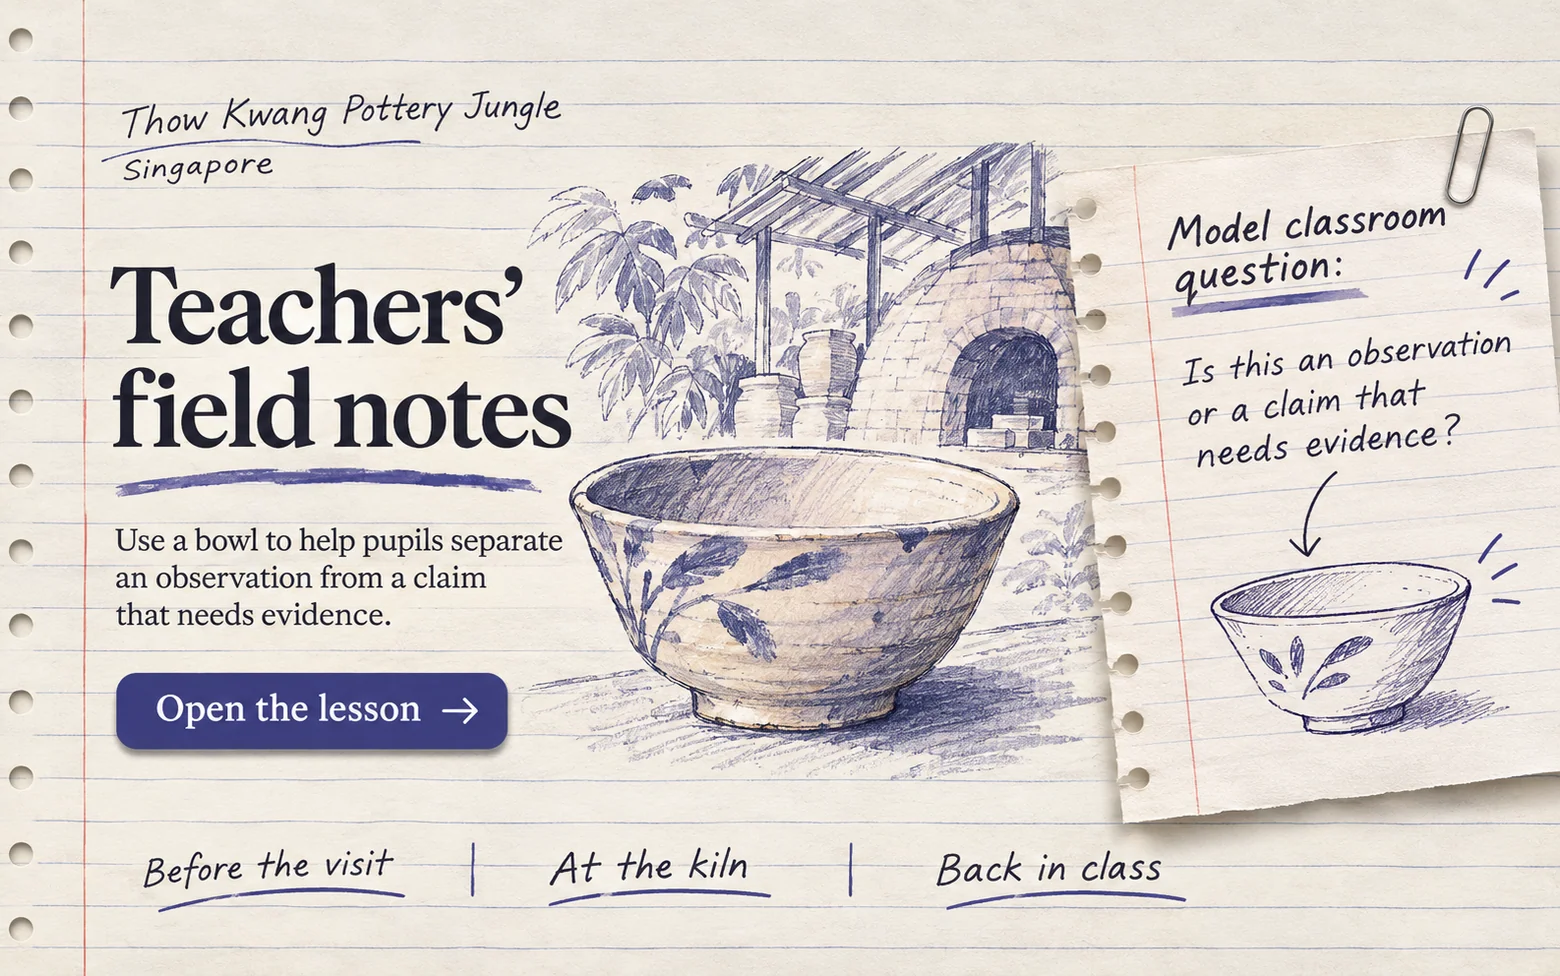 Thow Kwang Pottery Jungle
Singapore
Teachers’
field notes
Use a bowl to help pupils separate
an observation from a claim
that needs evidence.
Open the lesson →
Model classroom
question:
Is this an observation
or a claim that
needs evidence?
Before the visit
At the kiln
Back in class